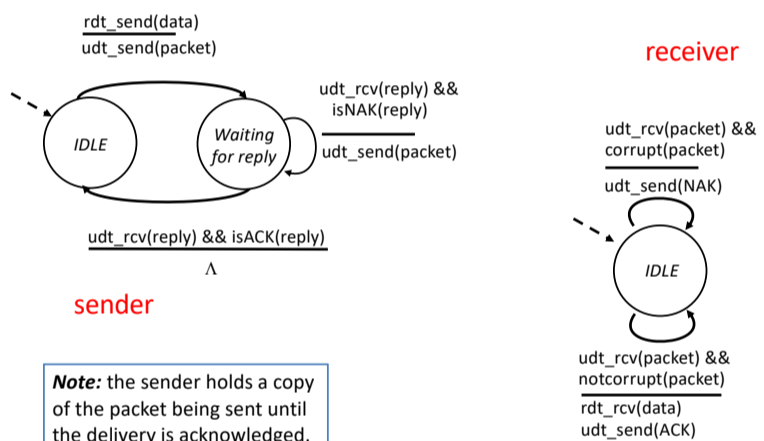 rdt_send(data)
udt_send(packet)
IDLE
Waiting
for reply
udt_rcv(reply) &&
isNAK(reply)
udt_send(packet)
udt_rcv(reply) && isACK(reply)
Λ
sender
Note: the sender holds a copy
of the packet being sent until
the delivery is acknowledged.
receiver
udt_rcv(packet) &&
corrupt(packet)
udt_send(NAK)
IDLE
udt_rcv(packet) &&
notcorrupt(packet)
rdt_rcv(data)
udt_send(ACK)